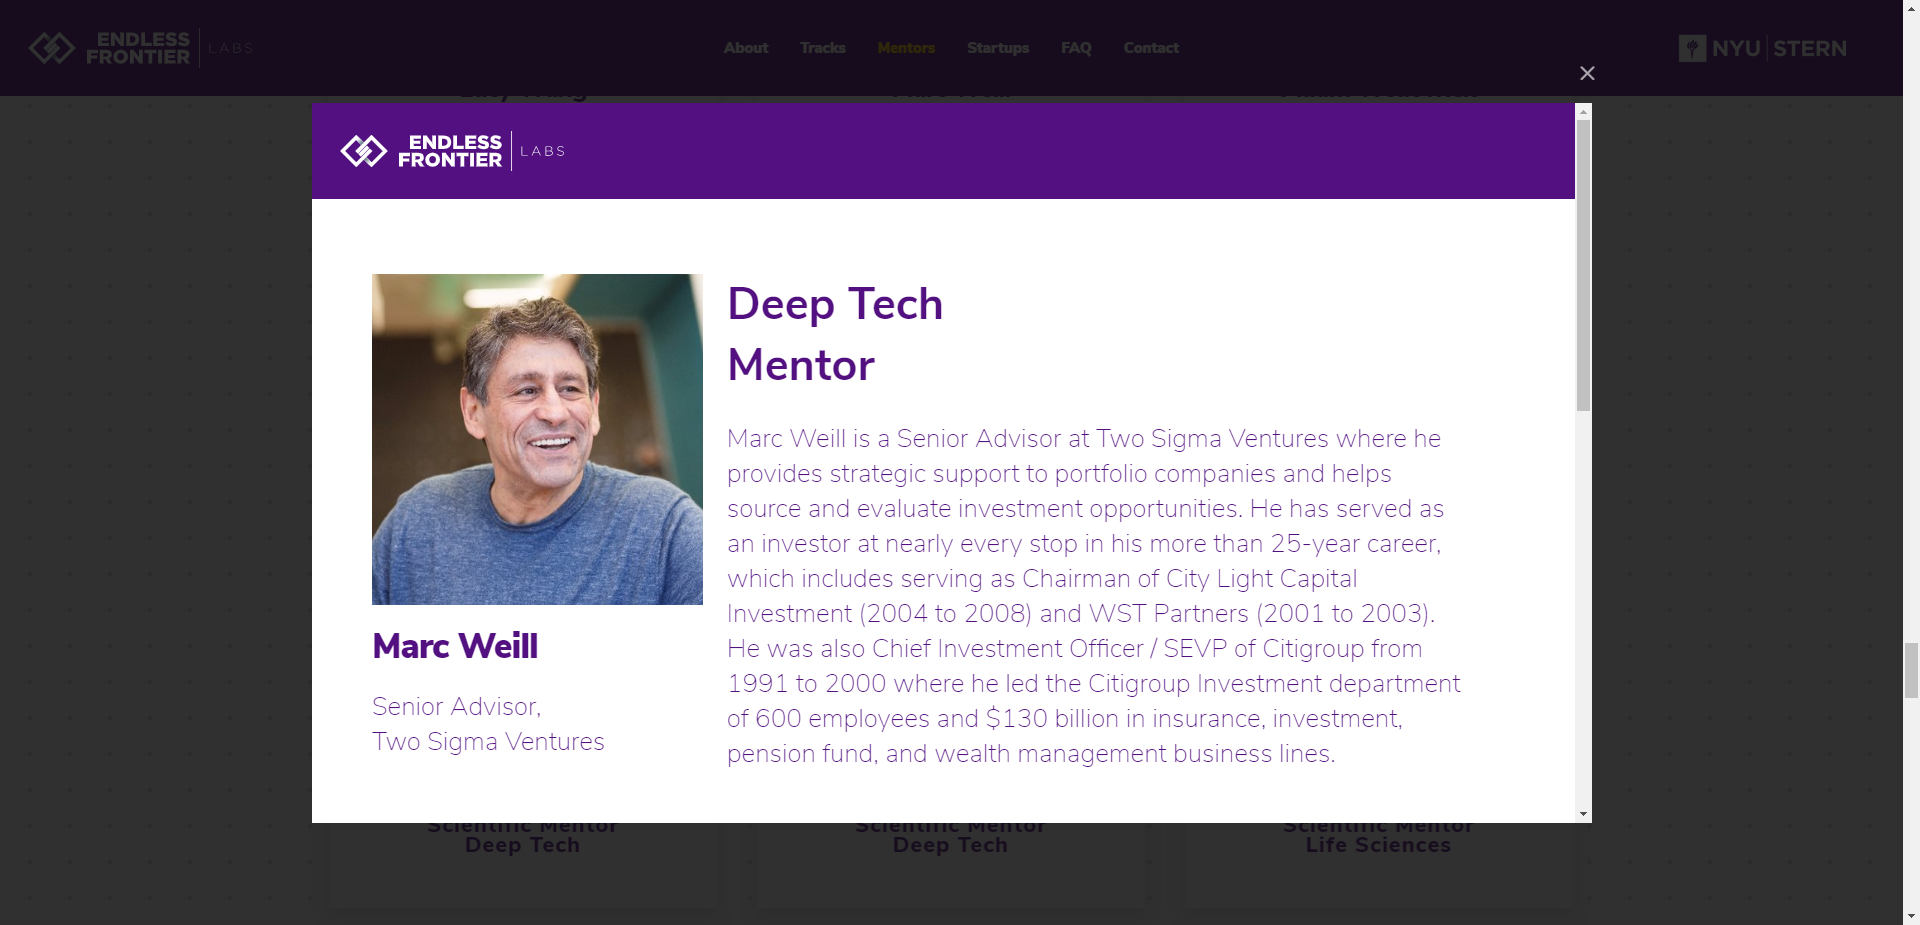 ENDLESS
FRONTIER
LABS
About
Tracks
Mentors
Startups
FAQ
Contact
NYU STERN
ENDLESS
FRONTIER
LABS
Deep Tech
Mentor
Marc Weill is a Senior Advisor at Two Sigma Ventures where he
provides strategic support to portfolio companies and helps
source and evaluate investment opportunities. He has served as
an investor at nearly every stop in his more than 25-year career,
which includes serving as Chairman of City Light Capital
Investment (2004 to 2008) and WST Partners (2001 to 2003).
He was also Chief Investment Officer / SEVP of Citigroup from
1991 to 2000 where he led the Citigroup Investment department
of 600 employees and $130 billion in insurance, investment,
pension fund, and wealth management business lines.
Marc Weill
Senior Advisor,
Two Sigma Ventures
Scientific Mentor
Deep Tech
Scientific Mentor
Deep Tech
Scientific Mentor
Life Sciences